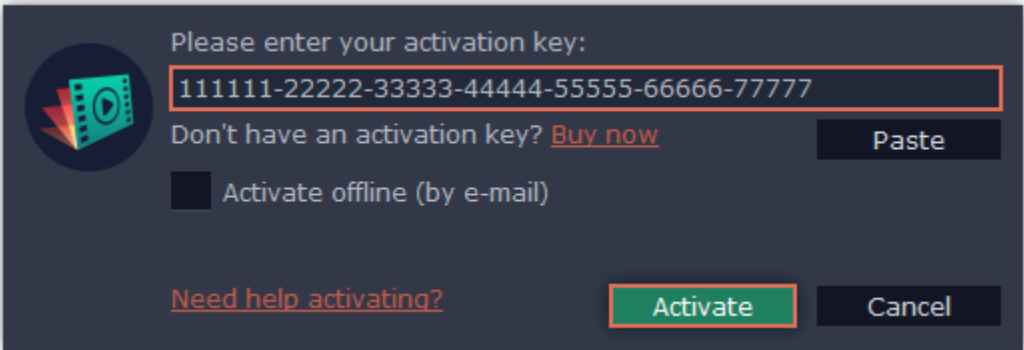 Please enter your activation key:
111111-22222-33333-44444-55555-66666-77777
Don't have an activation key? Buy now
Paste
Activate offline (by e-mail)
Need help activating?
Activate
Cancel